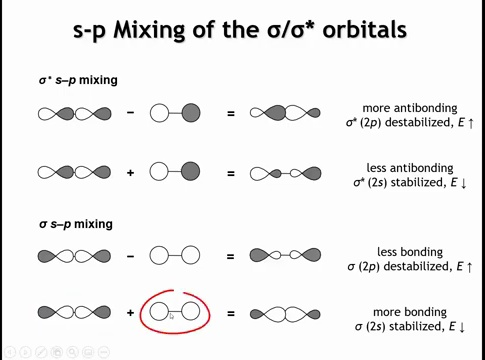 s-p Mixing of the σ/σ* orbitals
σ* s–p mixing
– = more antibonding
σ* (2p) destabilized, E ↑
+ = less antibonding
σ* (2s) stabilized, E ↓
σ s–p mixing
– = less bonding
σ (2p) destabilized, E ↑
+ = more bonding
σ (2s) stabilized, E ↓